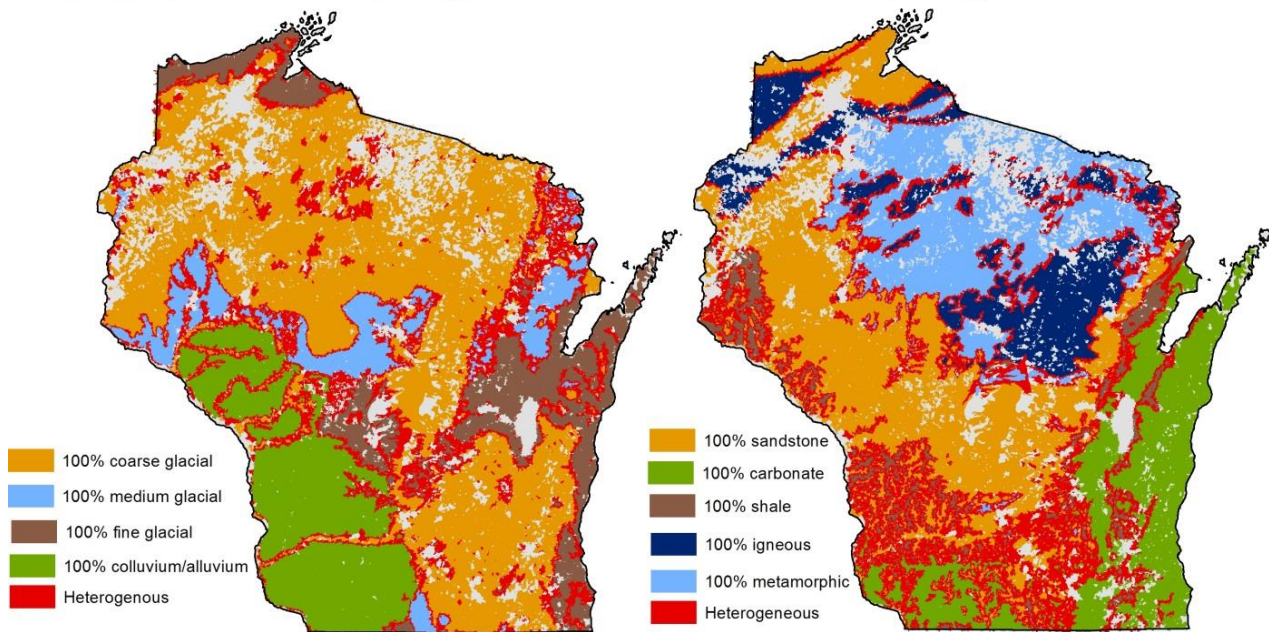 100% coarse glacial
100% medium glacial
100% fine glacial
100% colluvium/alluvium
Heterogenous
100% sandstone
100% carbonate
100% shale
100% igneous
100% metamorphic
Heterogeneous